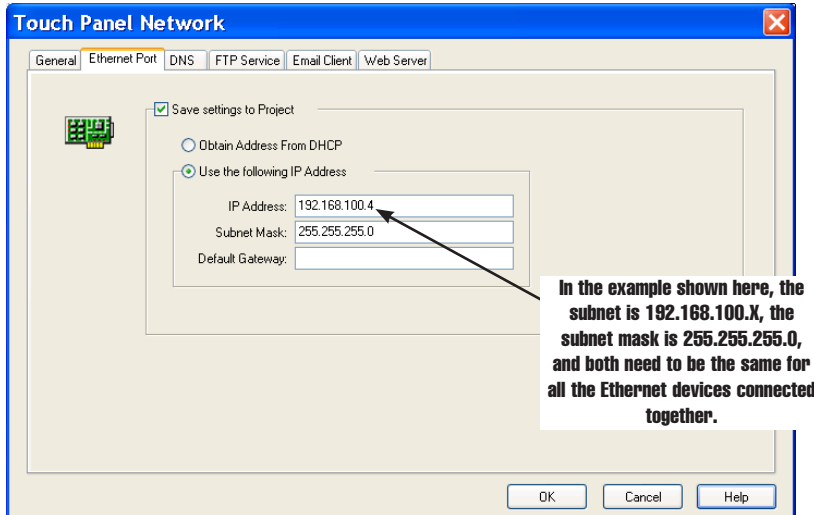 Touch Panel Network
General Ethernet Port DNS FTP Service Email Client Web Server
Save settings to Project
Obtain Address From DHCP
Use the following IP Address
IP Address: 192.168.100.4
Subnet Mask: 255.255.255.0
Default Gateway:
In the example shown here, the
subnet is 192.168.100.X, the
subnet mask is 255.255.255.0,
and both need to be the same for
all the Ethernet devices connected
together.
OK Cancel Help